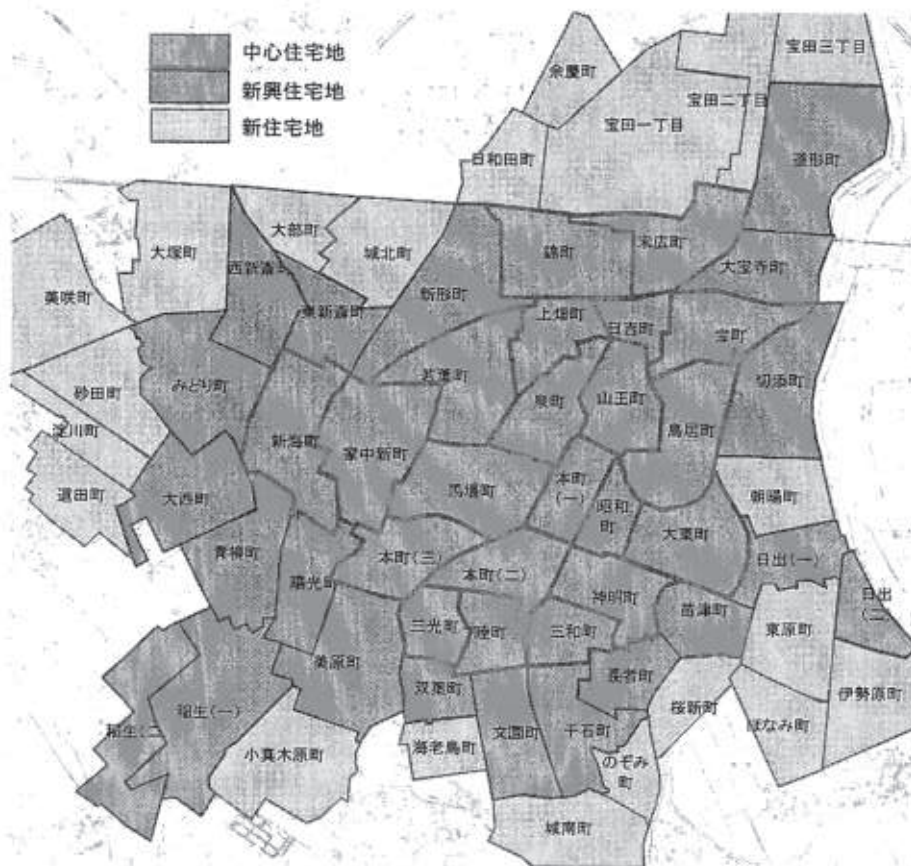 中心住宅地
新興住宅地
新住宅地
宝田三丁目
余慶町
宝田二丁目
宝田一丁目
道形町
日和田町
大部町
末広町
大塚町
城北町
錦町
西新斎町
大宝寺町
美咲町
新形町
東新斎町
上畑町
日吉町
宝町
みどり町
若葉町
切添町
砂田町
泉町
山王町
鳥居町
淀川町
新海町
家中新町
道田町
大西町
馬場町
本町
(一)
昭和
町
朝暘町
大東町
青柳町
本町(三)
日出(一)
陽光町
本町(二)
神明町
日出
(二)
苗津町
三光町
睦町
三和町
東原町
美原町
長者町
双葉町
伊勢原町
稲生(一)
桜新町
稲生(二
文園町
千石町
ほなみ町
小真木原町
海老島町
のぞみ
町
城南町